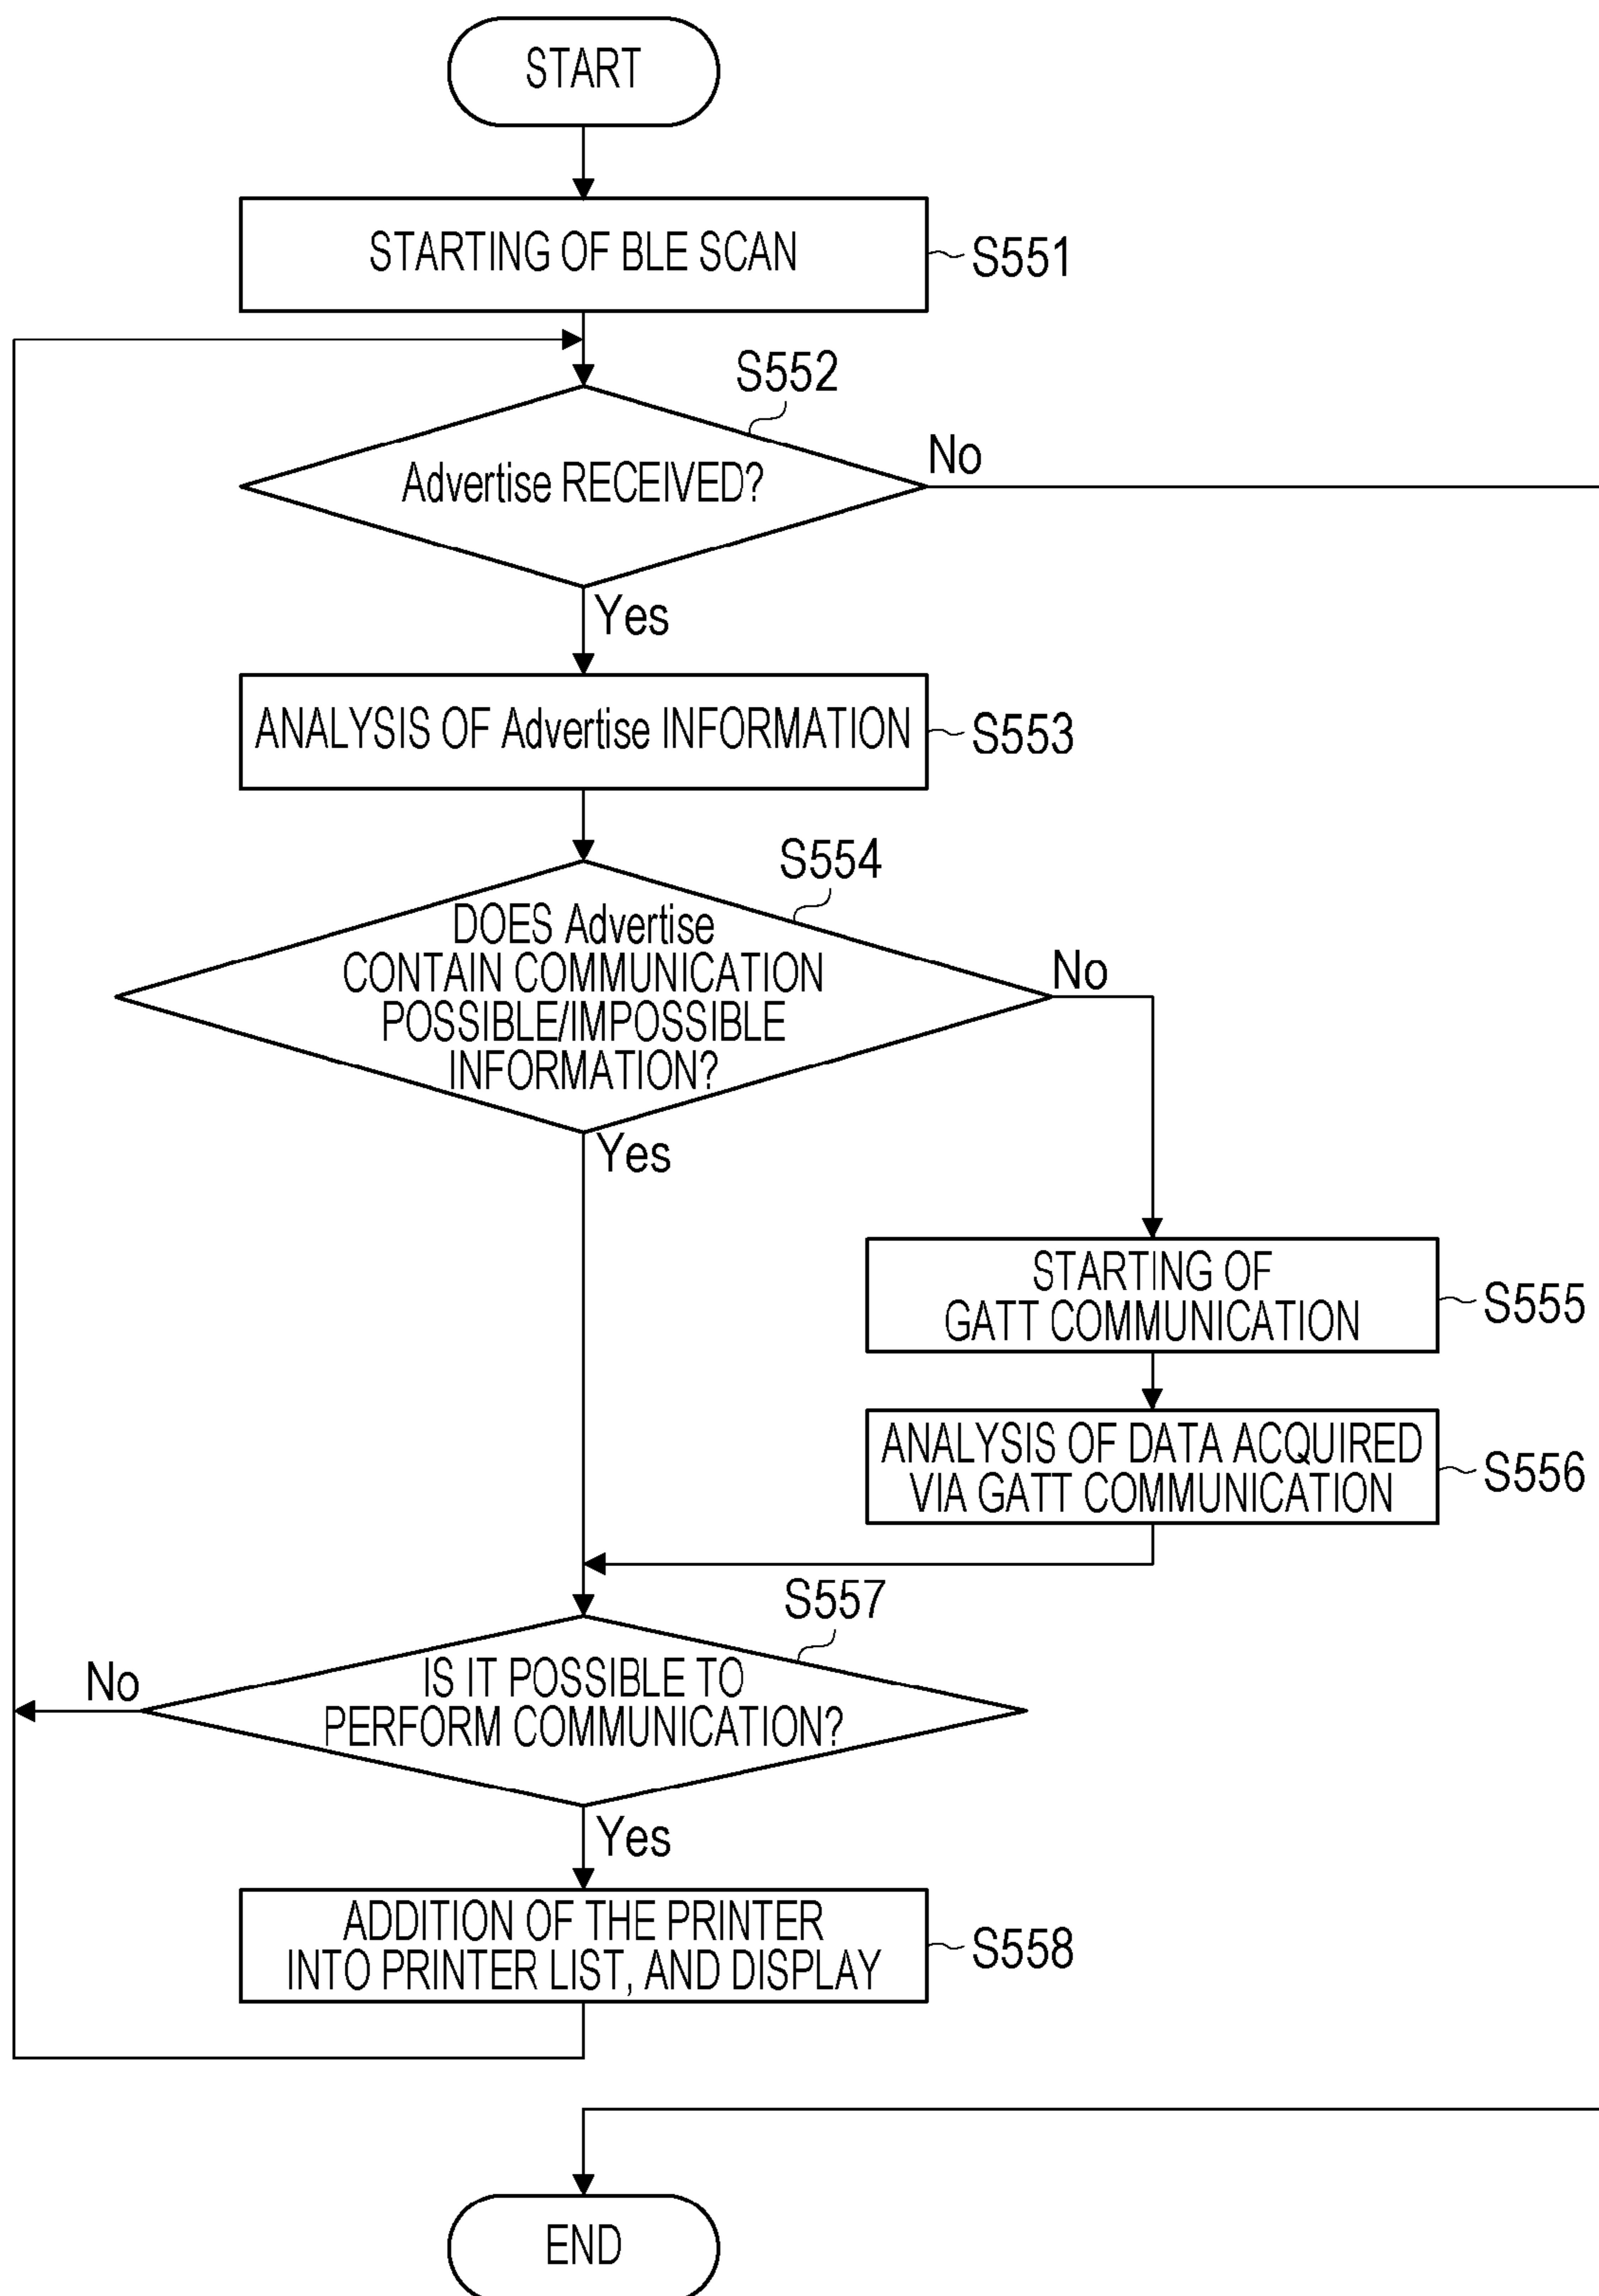 START
STARTING OF BLE SCAN
S551
S552
Advertise RECEIVED?
No
Yes
ANALYSIS OF Advertise INFORMATION
S553
S554
DOES Advertise
CONTAIN COMMUNICATION
POSSIBLE/IMPOSSIBLE
INFORMATION?
No
Yes
STARTING OF
GATT COMMUNICATION
S555
ANALYSIS OF DATA ACQUIRED
VIA GATT COMMUNICATION
S556
S557
IS IT POSSIBLE TO
PERFORM COMMUNICATION?
No
Yes
ADDITION OF THE PRINTER
INTO PRINTER LIST, AND DISPLAY
S558
END